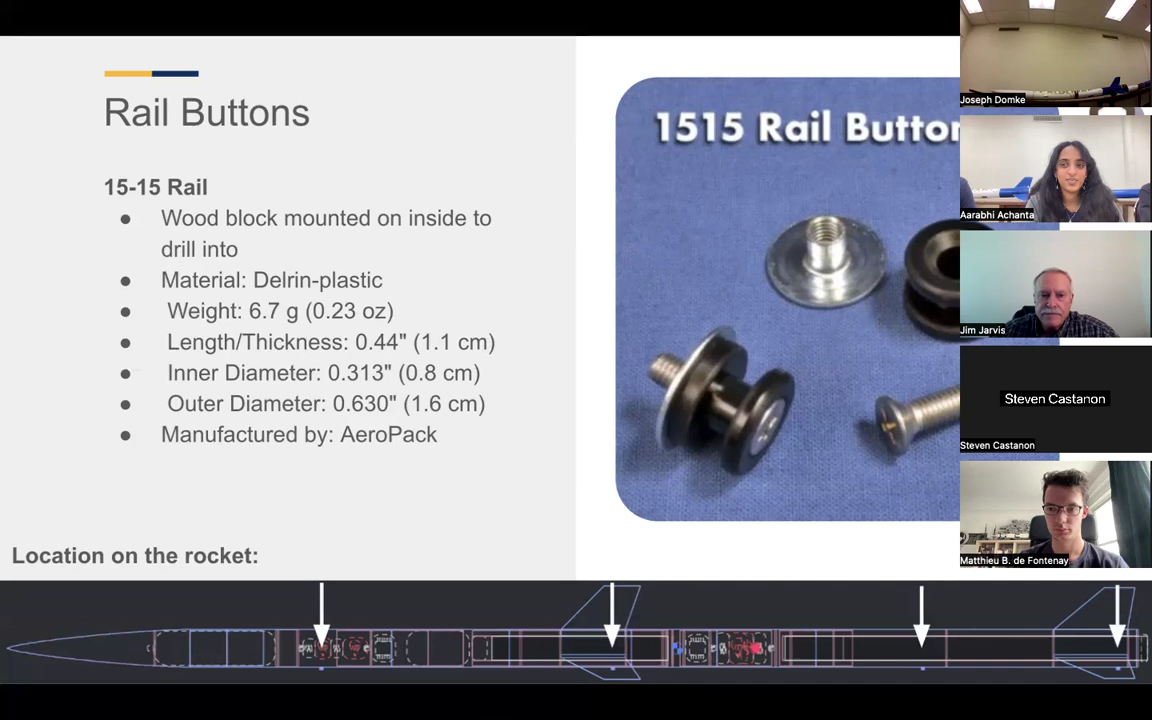 Rail Buttons
15-15 Rail
● Wood block mounted on inside to
drill into
● Material: Delrin-plastic
● Weight: 6.7 g (0.23 oz)
● Length/Thickness: 0.44" (1.1 cm)
● Inner Diameter: 0.313" (0.8 cm)
● Outer Diameter: 0.630" (1.6 cm)
● Manufactured by: AeroPack
Location on the rocket:
1515 Rail
Joseph Domke
Aarabhi Achanta
Jim Jarvis
Steven Castanon
Steven Castanon
Matthieu B. de Fontenay